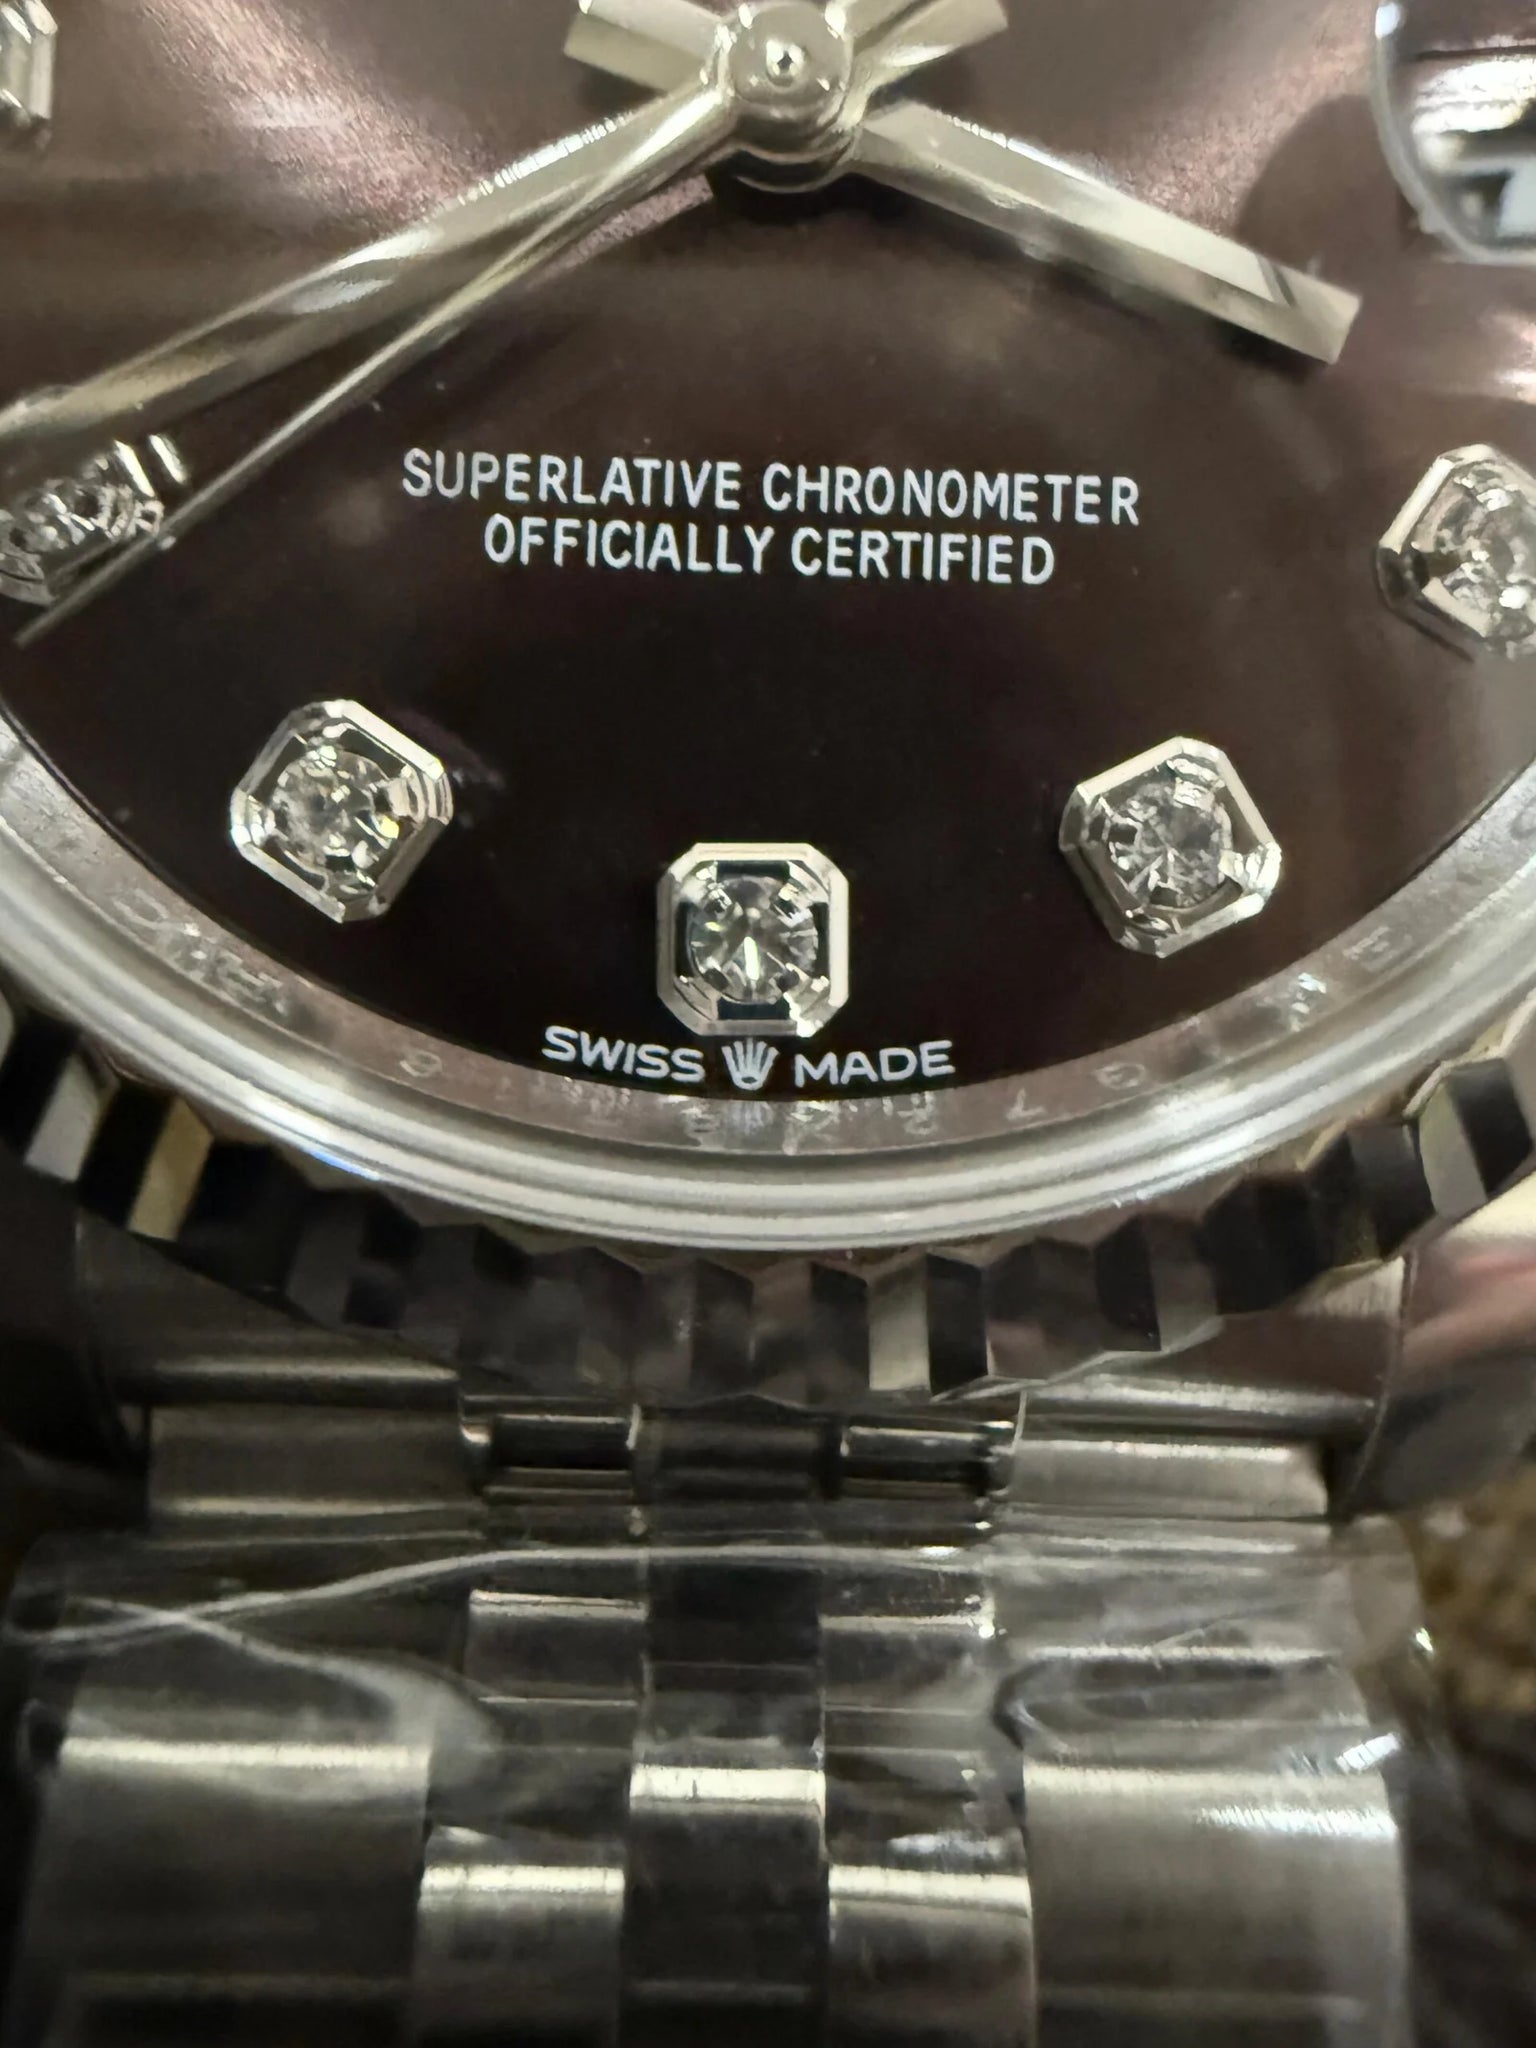 SUPERLATIVE CHRONOMETER
OFFICIALLY CERTIFIED
SWISS MADE